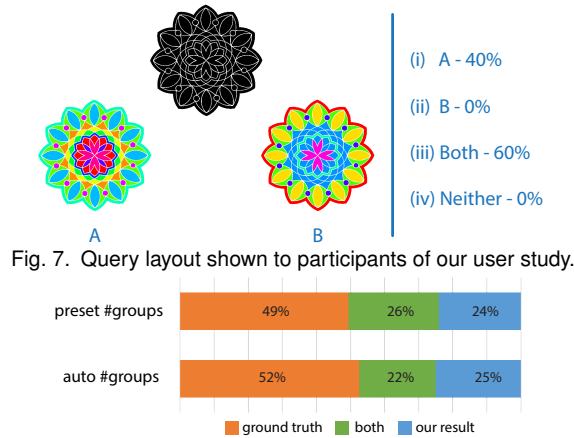 (i) A - 40%
(ii) B - 0%
(iii) Both - 60%
(iv) Neither - 0%
A B
Fig. 7. Query layout shown to participants of our user study.
preset #groups 49% 26% 24%
auto #groups 52% 22% 25%
ground truth both our result